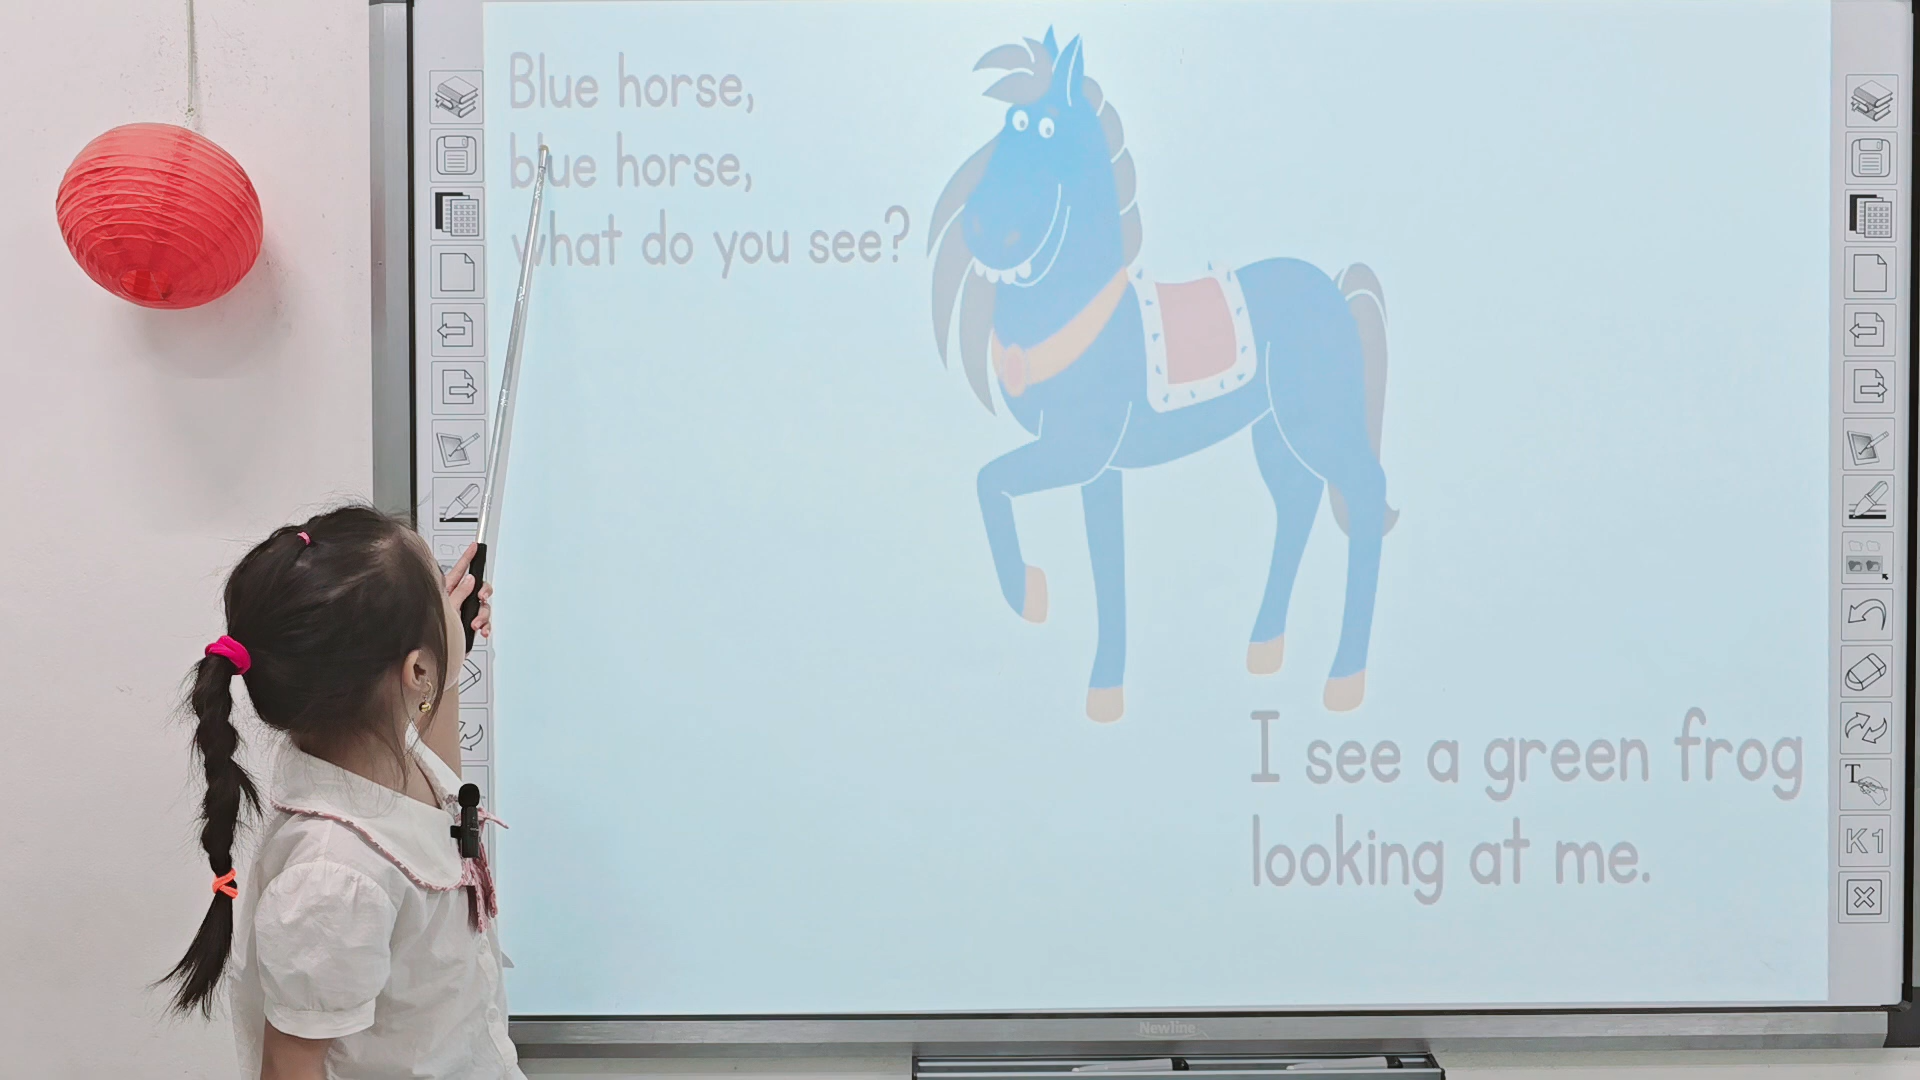 Blue horse,
blue horse,
what do you see?
I see a green frog
looking at me.
T
K1
Newline